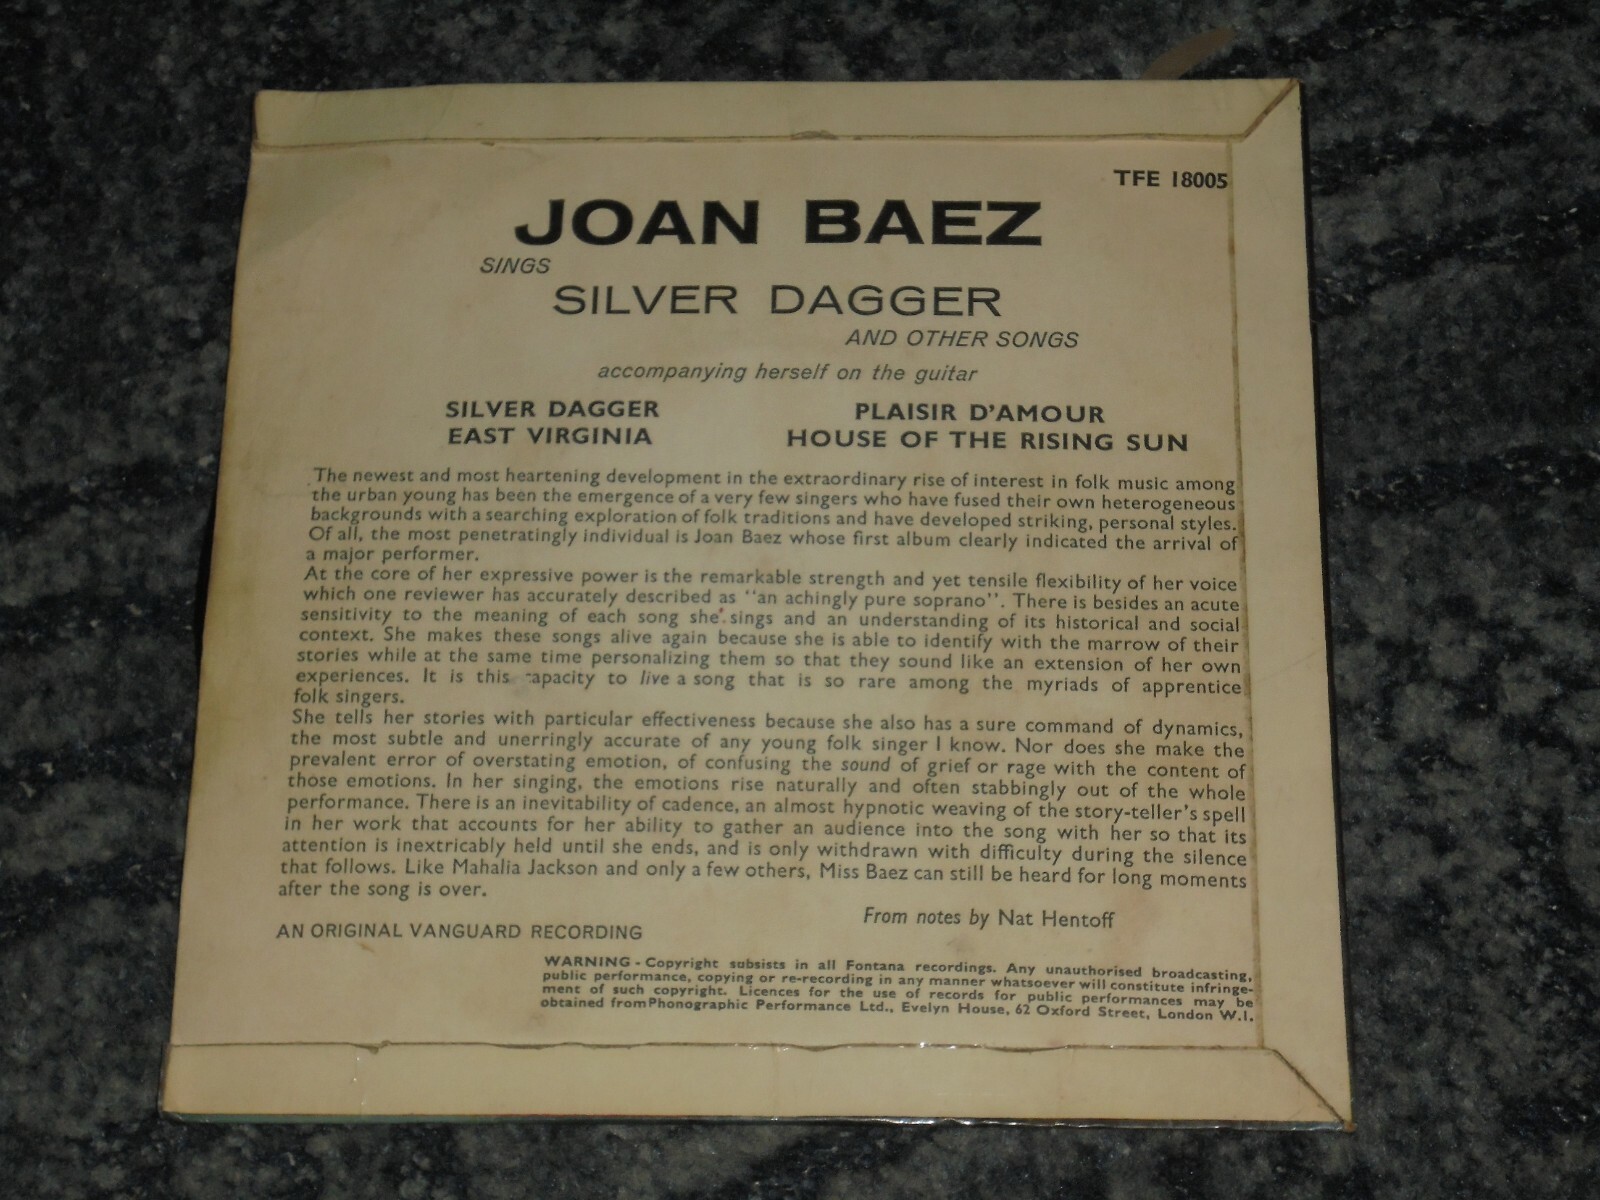 TFE 18005
JOAN BAEZ
SINGS
SILVER DAGGER
AND OTHER SONGS
accompanying herself on the guitar
SILVER DAGGER PLAISIR D'AMOUR
EAST VIRGINIA HOUSE OF THE RISING SUN
The newest and most heartening development in the extraordinary rise of interest in folk music among
the urban young has been the emergence of a very few singers who have fused their own heterogeneous
backgrounds with a searching exploration of folk traditions and have developed striking, personal styles.
Of all, the most penetratingly individual is Joan Baez whose first album clearly indicated the arrival of
a major performer.
At the core of her expressive power is the remarkable strength and yet tensile flexibility of her voice
which one reviewer has accurately described as "an achingly pure soprano". There is besides an acute
sensitivity to the meaning of each song she sings and an understanding of its historical and social
context. She makes these songs alive again because she is able to identify with the marrow of their
stories while at the same time personalizing them so that they sound like an extension of her own
experiences. It is this apacity to live a song that is so rare among the myriads of apprentice
folk singers.
She tells her stories with particular effectiveness because she also has a sure command of dynamics,
the most subtle and unerringly accurate of any young folk singer I know. Nor does she make the
prevalent error of overstating emotion, of confusing the sound of grief or rage with the content of
those emotions. In her singing, the emotions rise naturally and often stabbingly out of the whole
performance. There is an inevitability of cadence, an almost hypnotic weaving of the story-teller's spell
in her work that accounts for her ability to gather an audience into the song with her so that its
attention is inextricably held until she ends, and is only withdrawn with difficulty during the silence
that follows. Like Mahalia Jackson and only a few others, Miss Baez can still be heard for long moments
after the song is over.
From notes by Nat Hentoff
AN ORIGINAL VANGUARD RECORDING
WARNING - Copyright subsists in all Fontana recordings. Any unauthorised broadcasting,
public performance, copying or re-recording in any manner whatsoever will constitute infringe-
ment of such copyright. Licences for the use of records for public performances may be
obtained from Phonographic Performance Ltd., Evelyn House, 62 Oxford Street, London W.I.